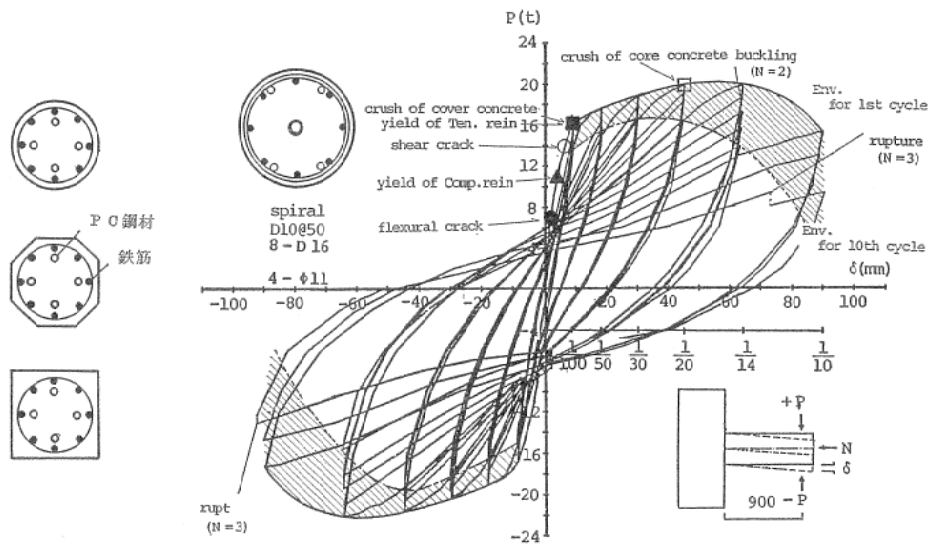 P(t)
24
20
16
12
8
-12
-16
-20
-24
crush of core concrete buckling
(N=2)
crush of cover concrete
yield of Ten. rein
shear crack
yield of Comp.rein
flexural crack
Env.
for 1st cycle
rupture
(N=3)
Env.
for 10th cycle
δ(mm)
-100
-80
-60
-40
-20
20
40
60
80
100
1/100
1/50
1/30
1/20
1/14
1/10
PC鋼材
鉄筋
spiral
D10@50
8-D16
4-φ11
rupt
(N=3)
+P
N
δ
900
-P